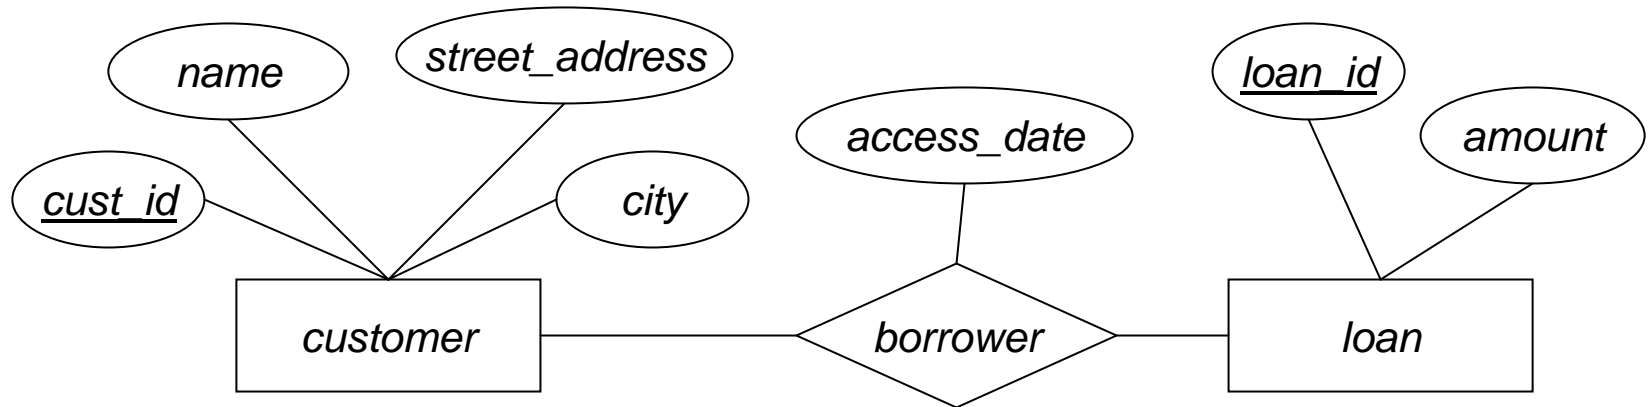 name
street_address
loan_id
access_date
amount
cust_id
city
customer
borrower
loan